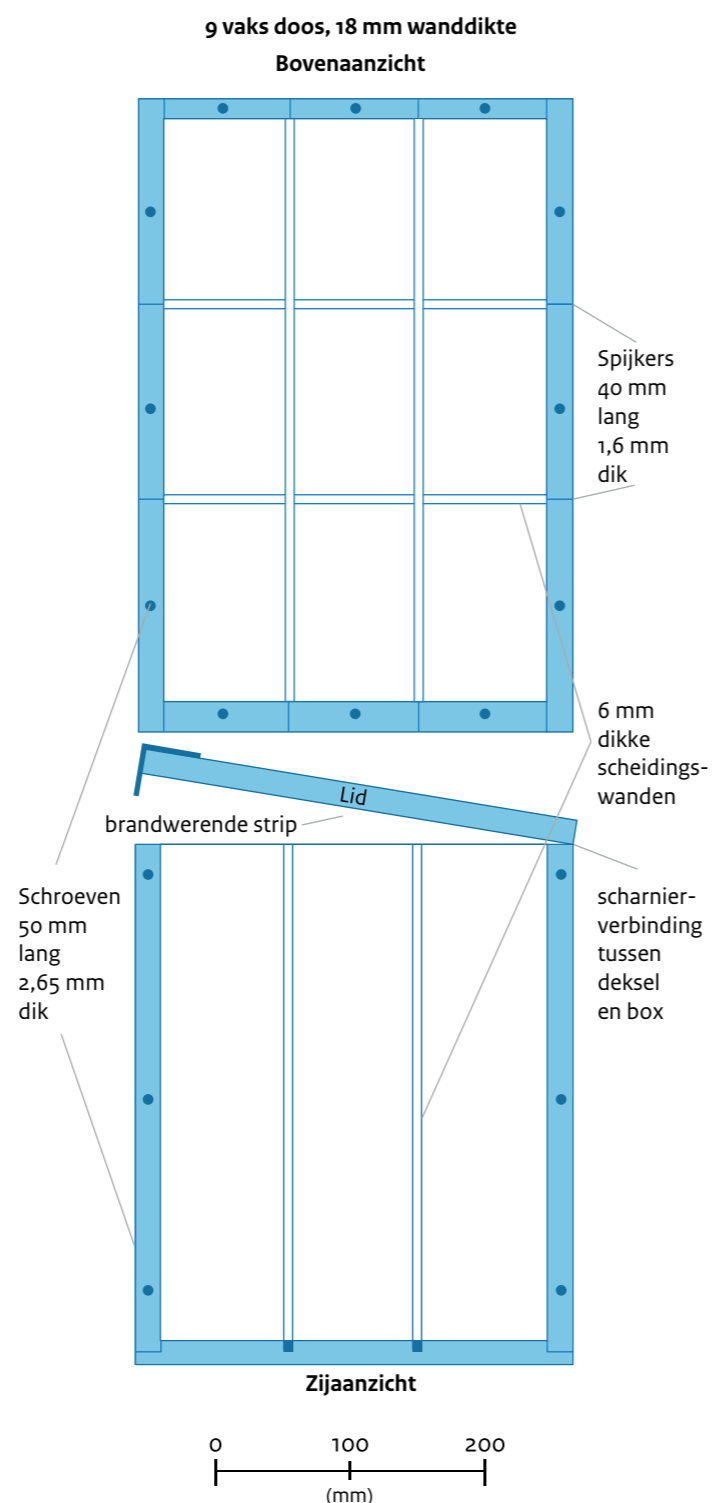 9 vaks doos, 18 mm wanddikte
Bovenaanzicht
Spijkers
40 mm
lang
1,6 mm
dik
6 mm
dikke
scheidings-
wanden
Lid
brandwerende strip
Schroeven
50 mm
lang
2,65 mm
dik
scharnier-
verbinding
tussen
deksel
en box
Zijaanzicht
0 100 200
(mm)